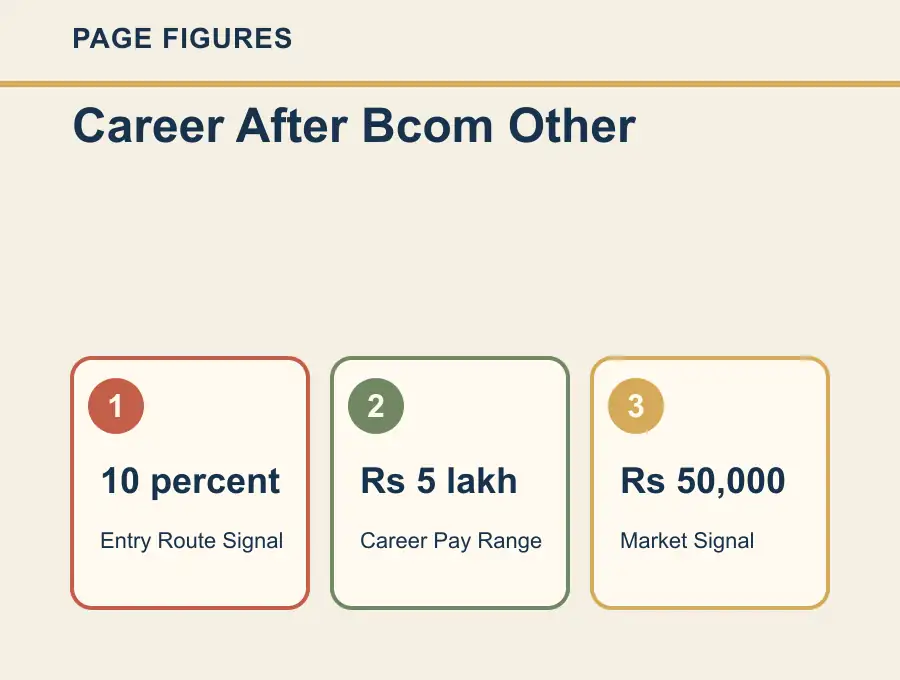 PAGE FIGURES
Career After Bcom Other
1
10 percent
Entry Route Signal
2
Rs 5 lakh
Career Pay Range
3
Rs 50,000
Market Signal